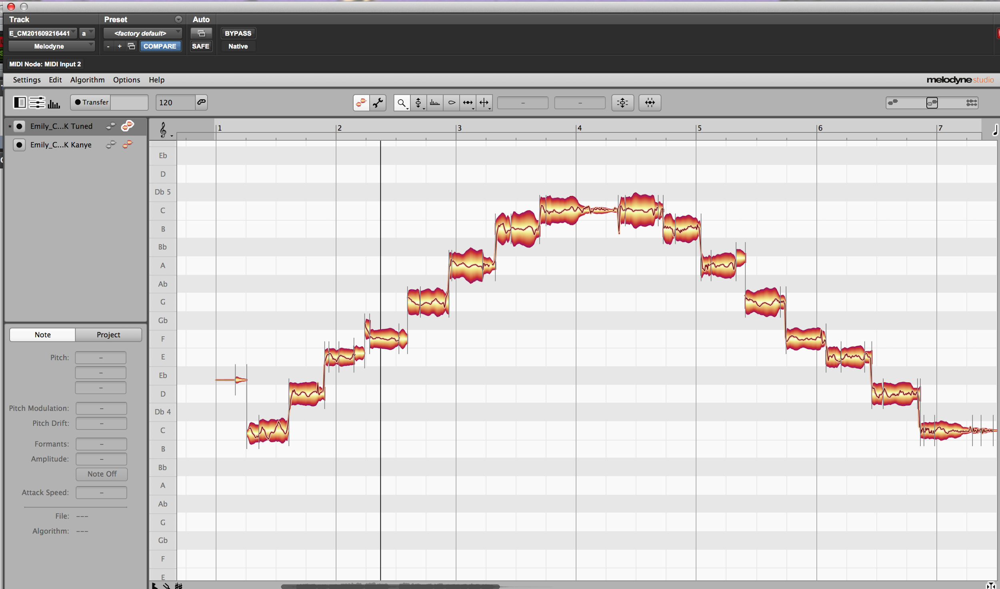 Track Preset Auto
E_CM201609216441 a <factory default> BYPASS
Melodyne - + COMPARE SAFE Native
MIDI Node: MIDI Input 2
Settings Edit Algorithm Options Help melodyne studio
Transfer 120 - -
* Emily_C...K Tuned
Emily_C...K Kanye
1 2 3 4 5 6 7
Eb
D
Db 5
C
B
Bb
A
Ab
G
Gb
F
E
Eb
D
Db 4
C
B
Bb
A
Ab
G
Gb
F
E
Note Project
Pitch: -
-
-
Pitch Modulation: -
Pitch Drift: -
Formants: -
Amplitude: -
Note Off
Attack Speed: -
File: ---
Algorithm: ---